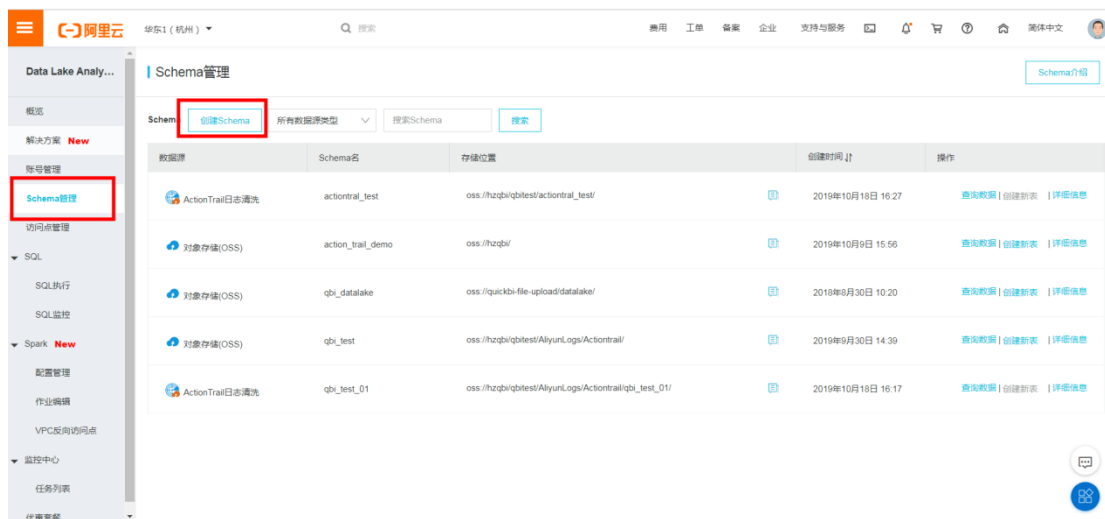 阿里云
华东1（杭州）
搜索
费用 工单 备案 企业 支持与服务 简体中文
Data Lake Analy...
概览
解决方案 New
账号管理
Schema管理
访问点管理
SQL
SQL执行
SQL监控
Spark New
配置管理
作业编辑
VPC反向访问点
监控中心
任务列表
优惠套餐
Schema管理
Schema介绍
Schem 创建Schema 所有数据源类型 搜索Schema 搜索
数据源 Schema名 存储位置 创建时间 操作
ActionTrail日志清洗 actiontral_test oss://hzqbi/qbitest/actiontral_test/ 2019年10月18日 16:27 查询数据 | 创建新表 | 详细信息
对象存储(OSS) action_trail_demo oss://hzqbi/ 2019年10月9日 15:56 查询数据 | 创建新表 | 详细信息
对象存储(OSS) qbi_datalake oss://quickbi-file-upload/datalake/ 2018年8月30日 10:20 查询数据 | 创建新表 | 详细信息
对象存储(OSS) qbi_test oss://hzqbi/qbitest/AliyunLogs/Actiontrail/ 2019年9月30日 14:39 查询数据 | 创建新表 | 详细信息
ActionTrail日志清洗 qbi_test_01 oss://hzqbi/qbitest/AliyunLogs/Actiontrail/qbi_test_01/ 2019年10月18日 16:17 查询数据 | 创建新表 | 详细信息